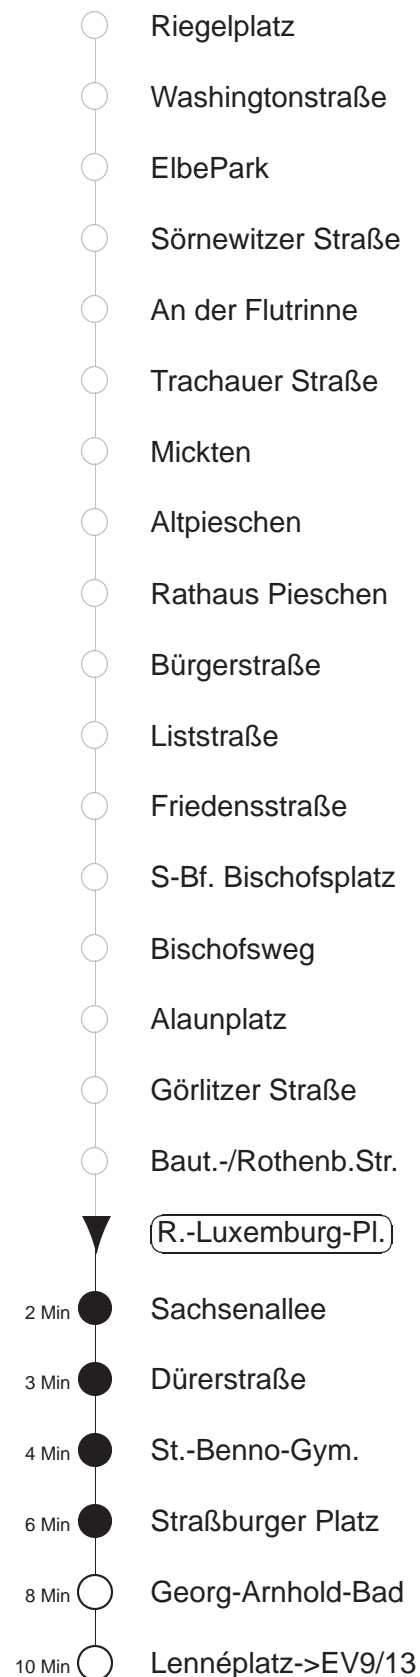 Riegelplatz
Washingtonstraße
ElbePark
Sörnewitzer Straße
An der Flutrinne
Trachauer Straße
Mickten
Altpieschen
Rathaus Pieschen
Bürgerstraße
Liststraße
Friedensstraße
S-Bf. Bischofsplatz
Bischofsweg
Alaunplatz
Görlitzer Straße
Baut.-/Rothenb.Str.
R.-Luxemburg-Pl.
2 Min Sachsenallee
3 Min Dürerstraße
4 Min St.-Benno-Gym.
6 Min Straßburger Platz
8 Min Georg-Arnhold-Bad
10 Min Lennéplatz->EV9/13